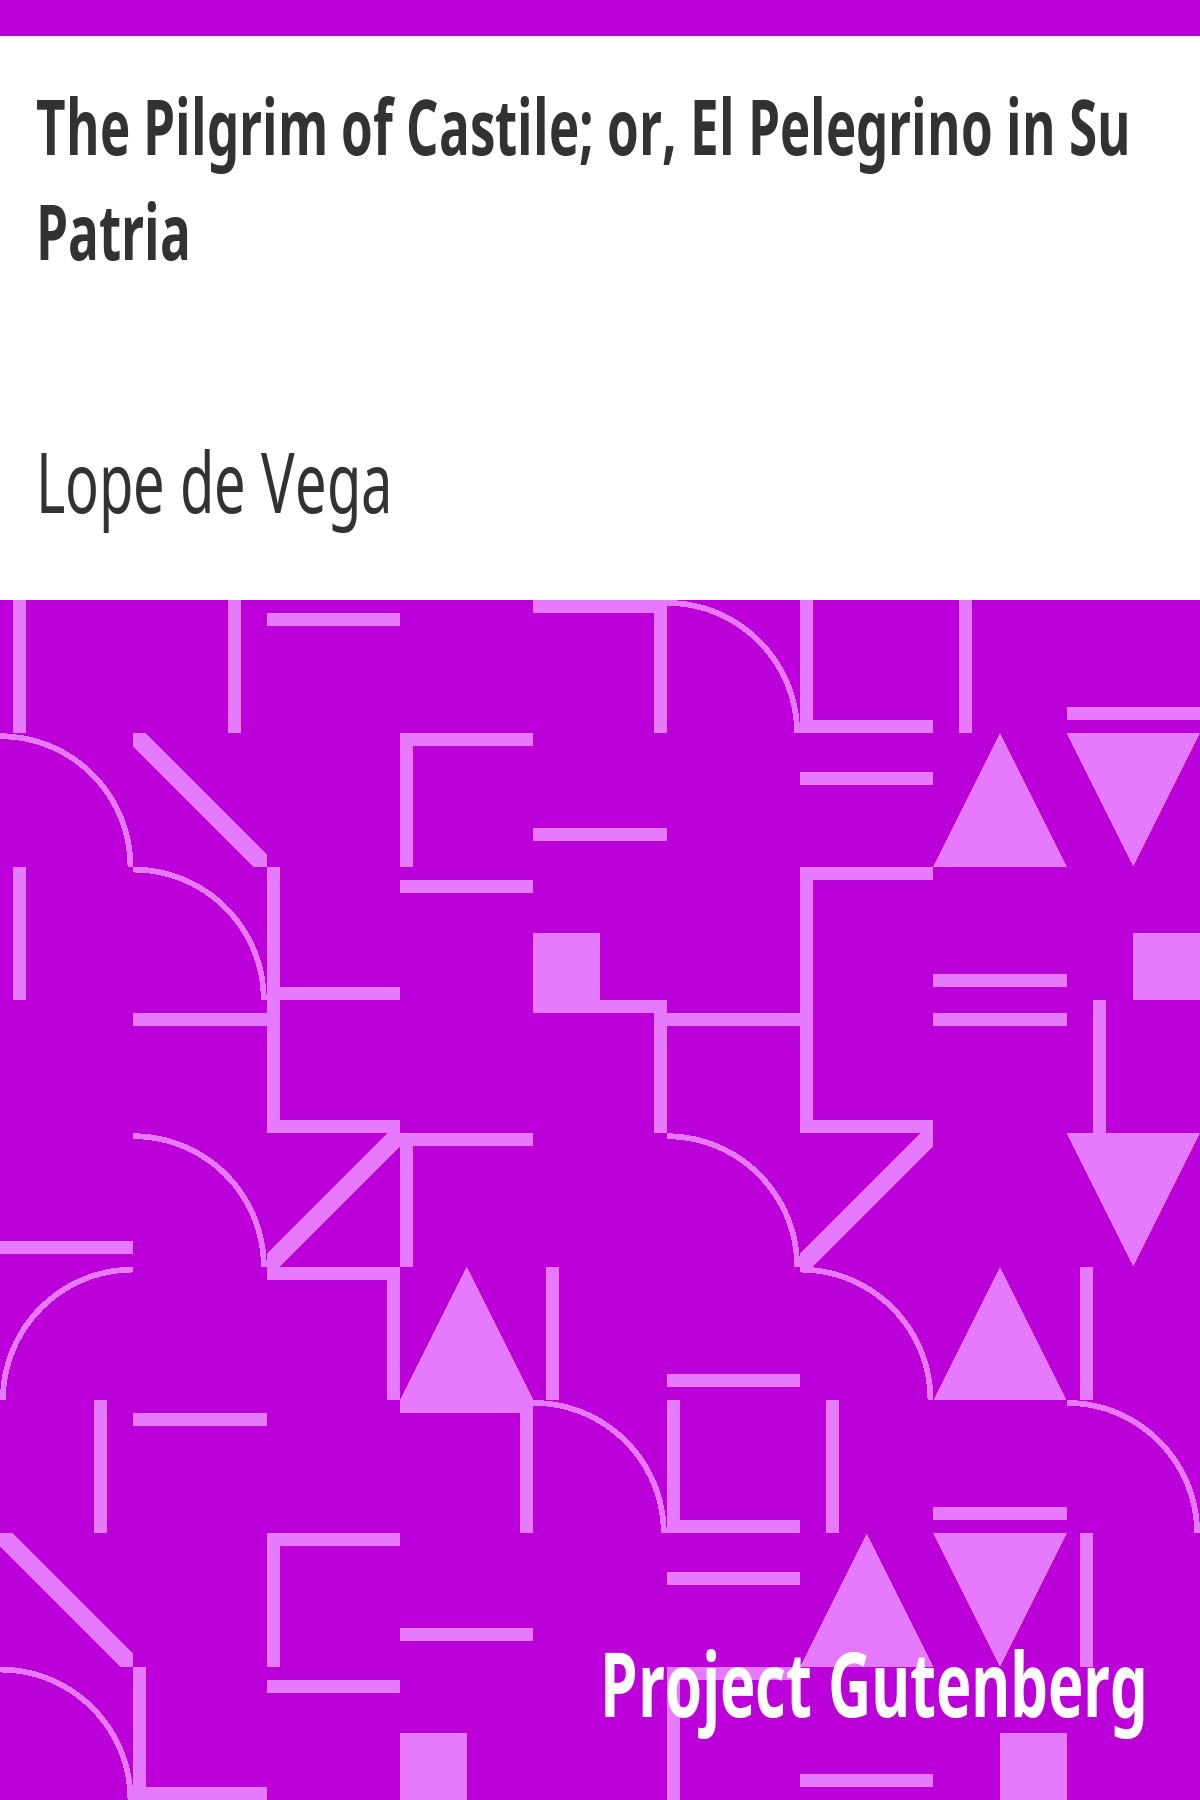 The Pilgrim of Castile; or, El Pelegrino in Su
Patria
Lope de Vega
Project Gutenberg